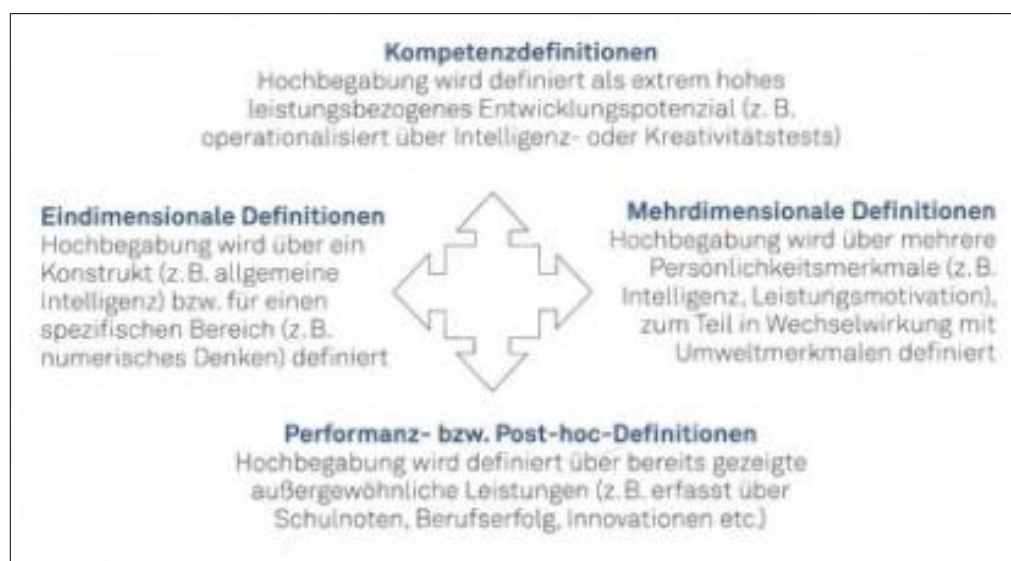 Kompetenzdefinitionen
Hochbegabung wird definiert als extrem hohes
leistungsbezogenes Entwicklungspotenzial (z. B.
operationalisiert über Intelligenz- oder Kreativitätstests)
Eindimensionale Definitionen
Hochbegabung wird über ein
Konstrukt (z. B. allgemeine
Intelligenz) bzw. für einen
spezifischen Bereich (z. B.
numerisches Denken) definiert
Mehrdimensionale Definitionen
Hochbegabung wird über mehrere
Persönlichkeitsmerkmale (z. B.
Intelligenz, Leistungsmotivation),
zum Teil in Wechselwirkung mit
Umweltmerkmalen definiert
Performanz- bzw. Post-hoc-Definitionen
Hochbegabung wird definiert über bereits gezeigte
außergewöhnliche Leistungen (z. B. erfasst über
Schulnoten, Berufserfolg, Innovationen etc.)